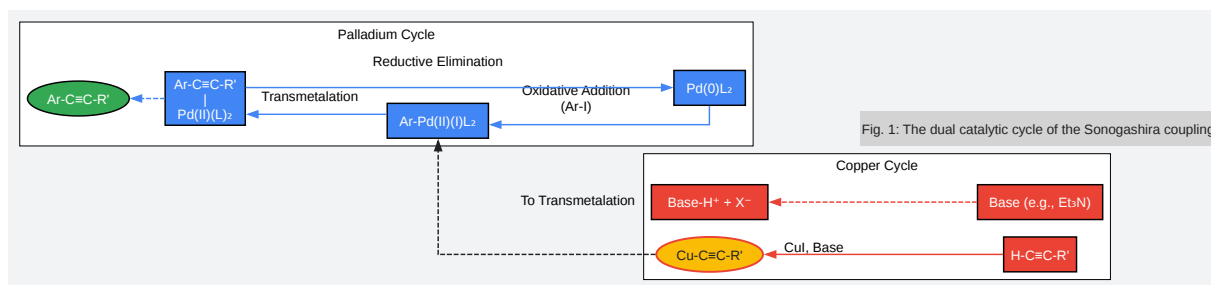 Palladium Cycle
Reductive Elimination
Ar-C≡C-R'
Ar-C≡C-R'
|
Pd(II)(L)₂
Transmetalation
Ar-Pd(II)(I)L₂
Oxidative Addition
(Ar-I)
Pd(0)L₂
Fig. 1: The dual catalytic cycle of the Sonogashira coupling
Copper Cycle
To Transmetalation
Base-H⁺ + X⁻
Base (e.g., Et₃N)
Cu-C≡C-R'
CuI, Base
H-C≡C-R'